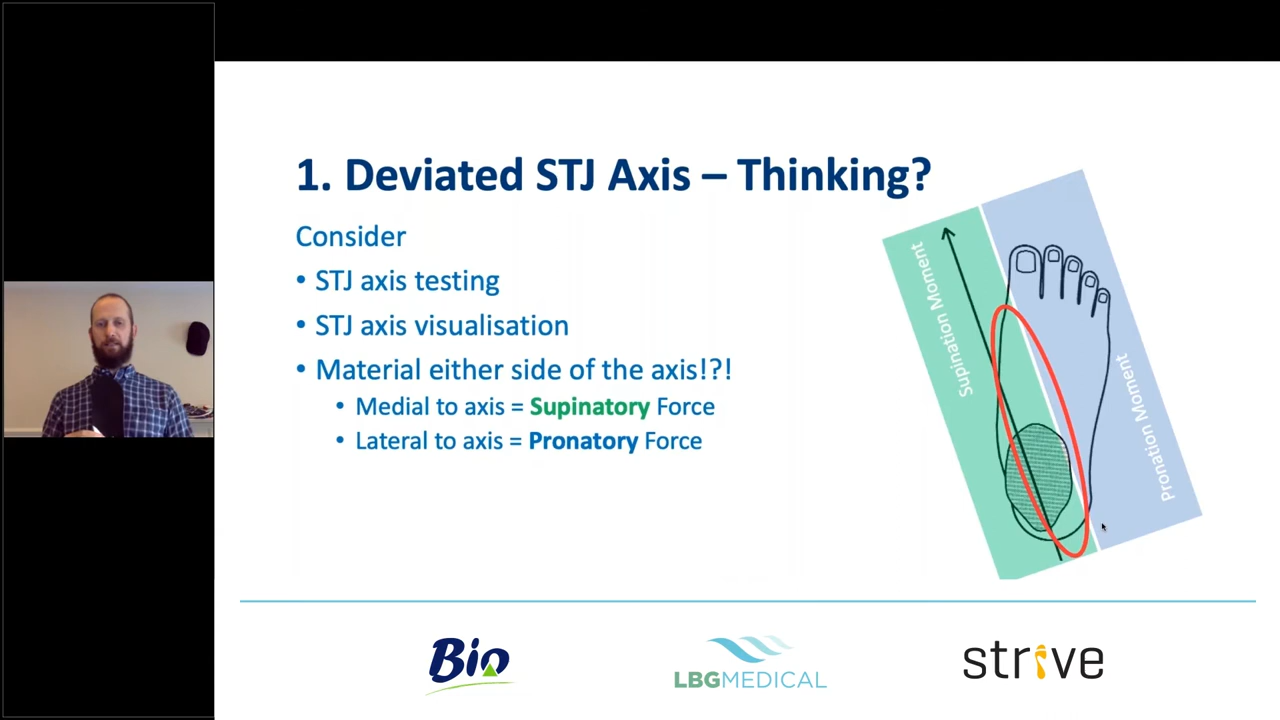 1. Deviated STJ Axis – Thinking?
Consider
• STJ axis testing
• STJ axis visualisation
• Material either side of the axis!?!
• Medial to axis = Supinatory Force
• Lateral to axis = Pronatory Force
Supination Moment
Pronation Moment
Bio
LBGMEDICAL
strive